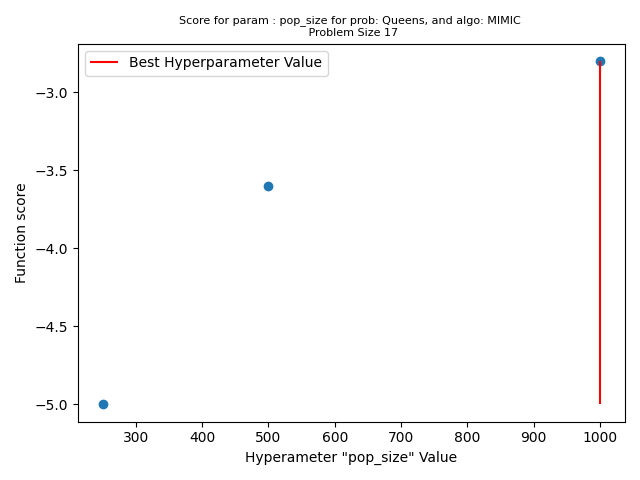 Score for param : pop_size for prob: Queens, and algo: MIMIC
Problem Size 17
Best Hyperparameter Value
Function score
−3.0
−3.5
−4.0
−4.5
−5.0
300 400 500 600 700 800 900 1000
Hyperameter "pop_size" Value